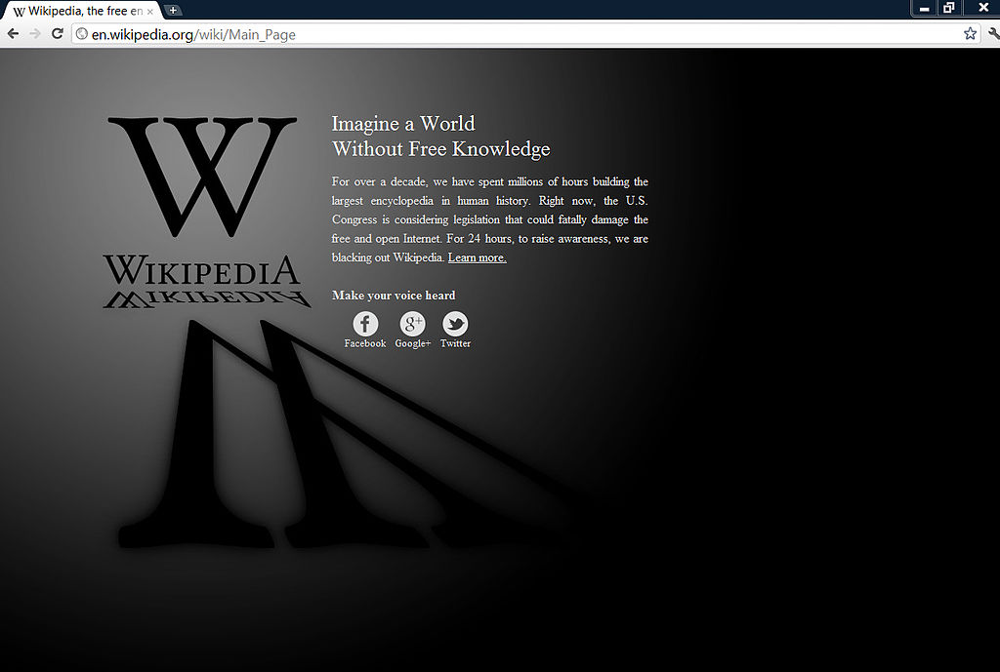 W Wikipedia, the free en
en.wikipedia.org/wiki/Main_Page
W
WIKIPEDIA
WIKIPEDIA
Imagine a World
Without Free Knowledge
For over a decade, we have spent millions of hours building the
largest encyclopedia in human history. Right now, the U.S.
Congress is considering legislation that could fatally damage the
free and open Internet. For 24 hours, to raise awareness, we are
blacking out Wikipedia. Learn more.
Make your voice heard
f g+
Facebook Google+ Twitter